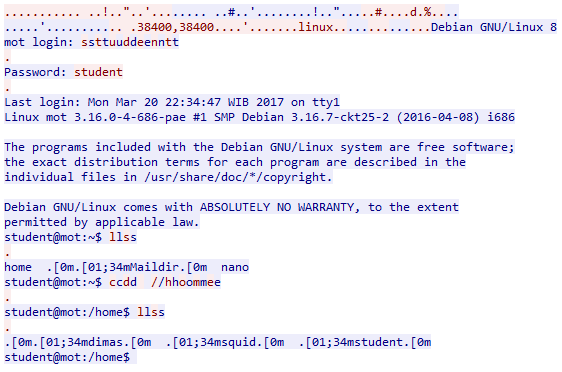 ........... ..!.."..'........ ..#..'........!..".....#....d.%....
.....'........... .38400,38400....'.......linux..............Debian GNU/Linux 8
mot login: ssttuuddeenntt
.
Password: student
.
Last login: Mon Mar 20 22:34:47 WIB 2017 on tty1
Linux mot 3.16.0-4-686-pae #1 SMP Debian 3.16.7-ckt25-2 (2016-04-08) i686
The programs included with the Debian GNU/Linux system are free software;
the exact distribution terms for each program are described in the
individual files in /usr/share/doc/*/copyright.
Debian GNU/Linux comes with ABSOLUTELY NO WARRANTY, to the extent
permitted by applicable law.
student@mot:~$ llss
.
home  .[0m.[01;34mMaildir.[0m  nano
student@mot:~$ ccdd  //hhoommee
.
student@mot:/home$ llss
.
.[0m.[01;34mdimas.[0m  .[01;34msquid.[0m  .[01;34mstudent.[0m
student@mot:/home$